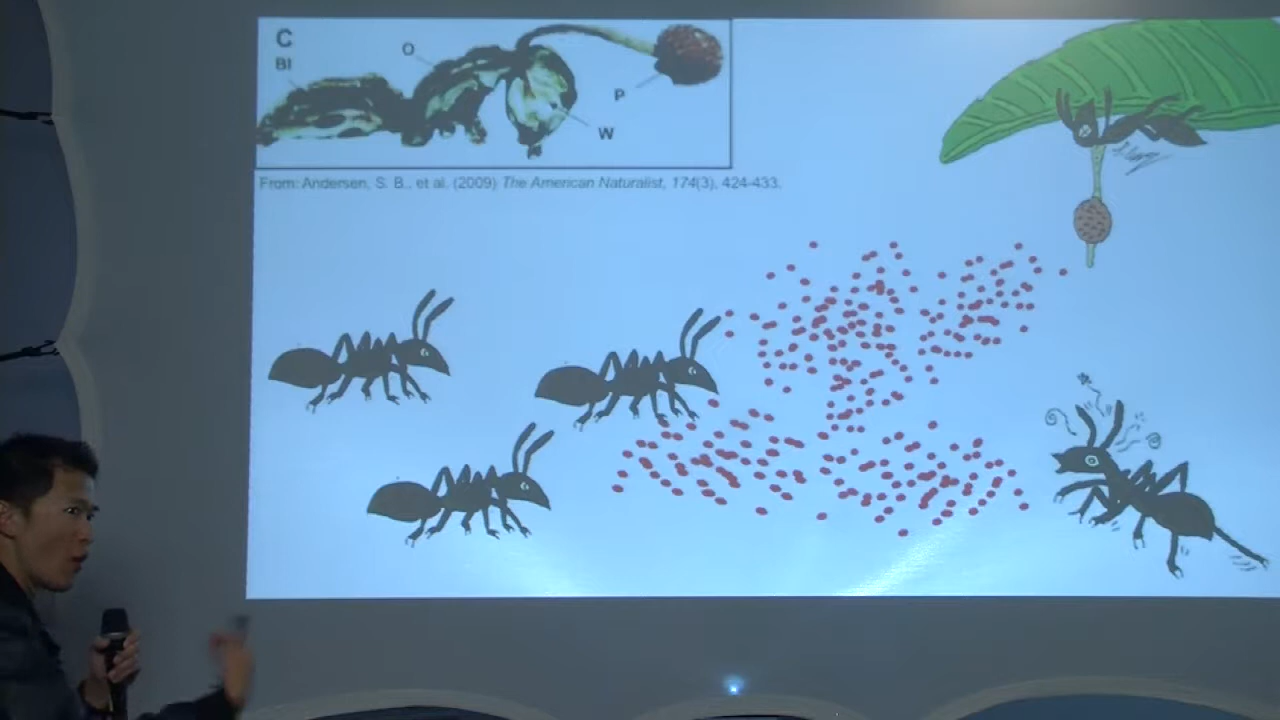 C
BI
O
P
W
From: Andersen, S. B., et al. (2009) The American Naturalist, 174(3), 424-433.